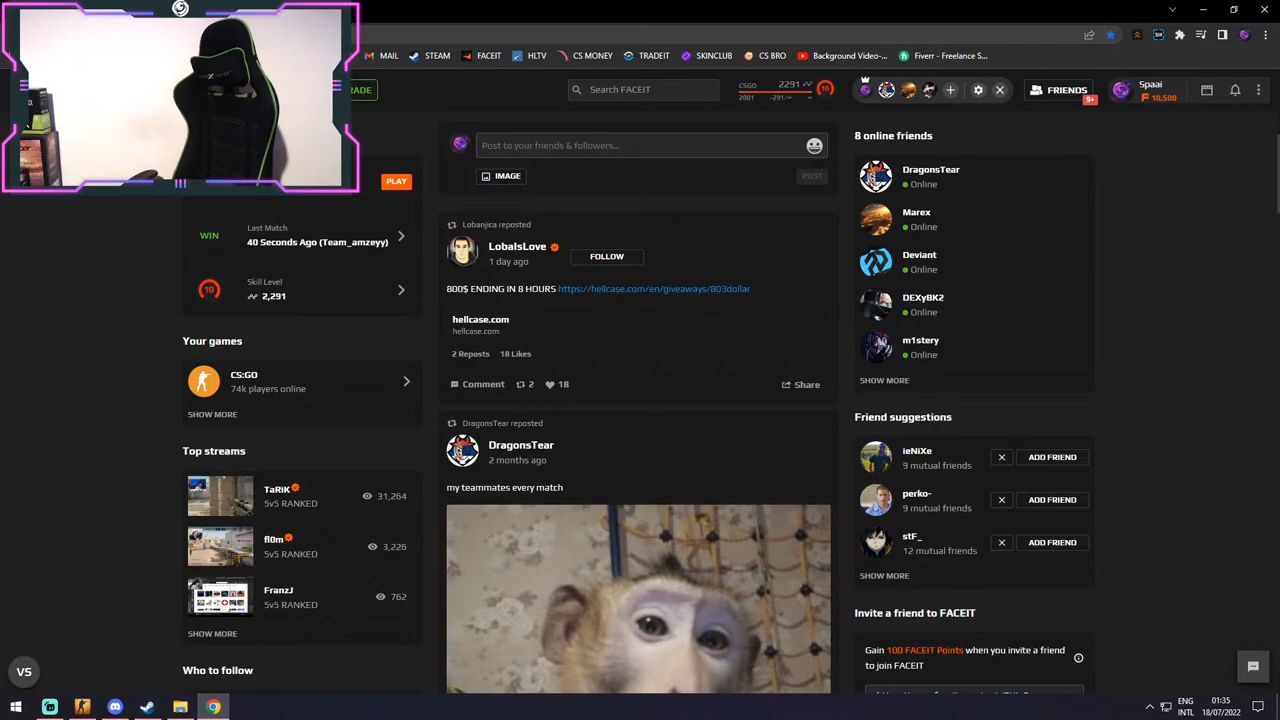 MAIL
STEAM
FACEIT
HLTV
CS MONEY
TRADEIT
SKINCLUB
CS BRO
Background Video-...
Fiverr - Freelance S...
Search FACEIT
CSGO
2291
10
2001
FRIENDS
9+
Spaai
10,500
Post to your friends & followers...
IMAGE
POST
PLAY
WIN
Last Match
40 Seconds Ago (Team_amzeyy)
10
Skill Level
2,291
Your games
CS:GO
74k players online
SHOW MORE
Top streams
TaRiK
5v5 RANKED
31,264
fl0m
5v5 RANKED
3,226
FranzJ
5v5 RANKED
762
SHOW MORE
Who to follow
Lobanjica reposted
LobaIsLove
1 day ago
FOLLOW
800$ ENDING IN 8 HOURS https://hellcase.com/en/giveaways/803dollar
hellcase.com
hellcase.com
2 Reposts 18 Likes
Comment 2 18 Share
DragonsTear reposted
DragonsTear
2 months ago
my teammates every match
8 online friends
DragonsTear
Online
Marex
Online
Deviant
Online
DEXyBK2
Online
m1stery
Online
SHOW MORE
Friend suggestions
ieNiXe
9 mutual friends
ADD FRIEND
perko-
9 mutual friends
ADD FRIEND
stF_
12 mutual friends
ADD FRIEND
SHOW MORE
Invite a friend to FACEIT
Gain 100 FACEIT Points when you invite a friend
to join FACEIT
VS
ENG
INTL
01:35
18/07/2022